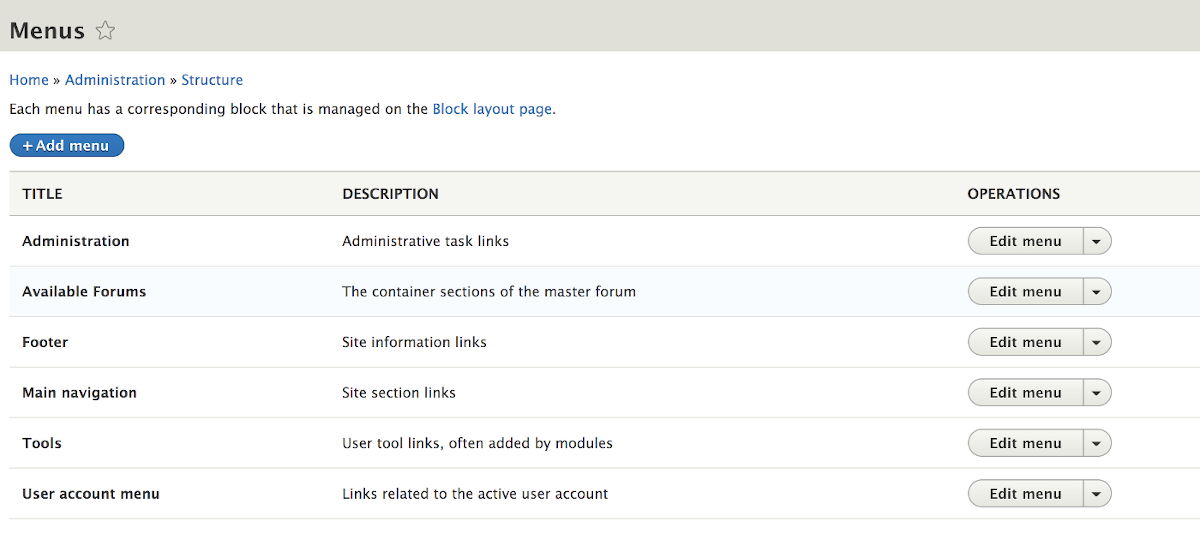 Menus
Home » Administration » Structure
Each menu has a corresponding block that is managed on the Block layout page.
+ Add menu
TITLE DESCRIPTION OPERATIONS
Administration Administrative task links Edit menu
Available Forums The container sections of the master forum Edit menu
Footer Site information links Edit menu
Main navigation Site section links Edit menu
Tools User tool links, often added by modules Edit menu
User account menu Links related to the active user account Edit menu